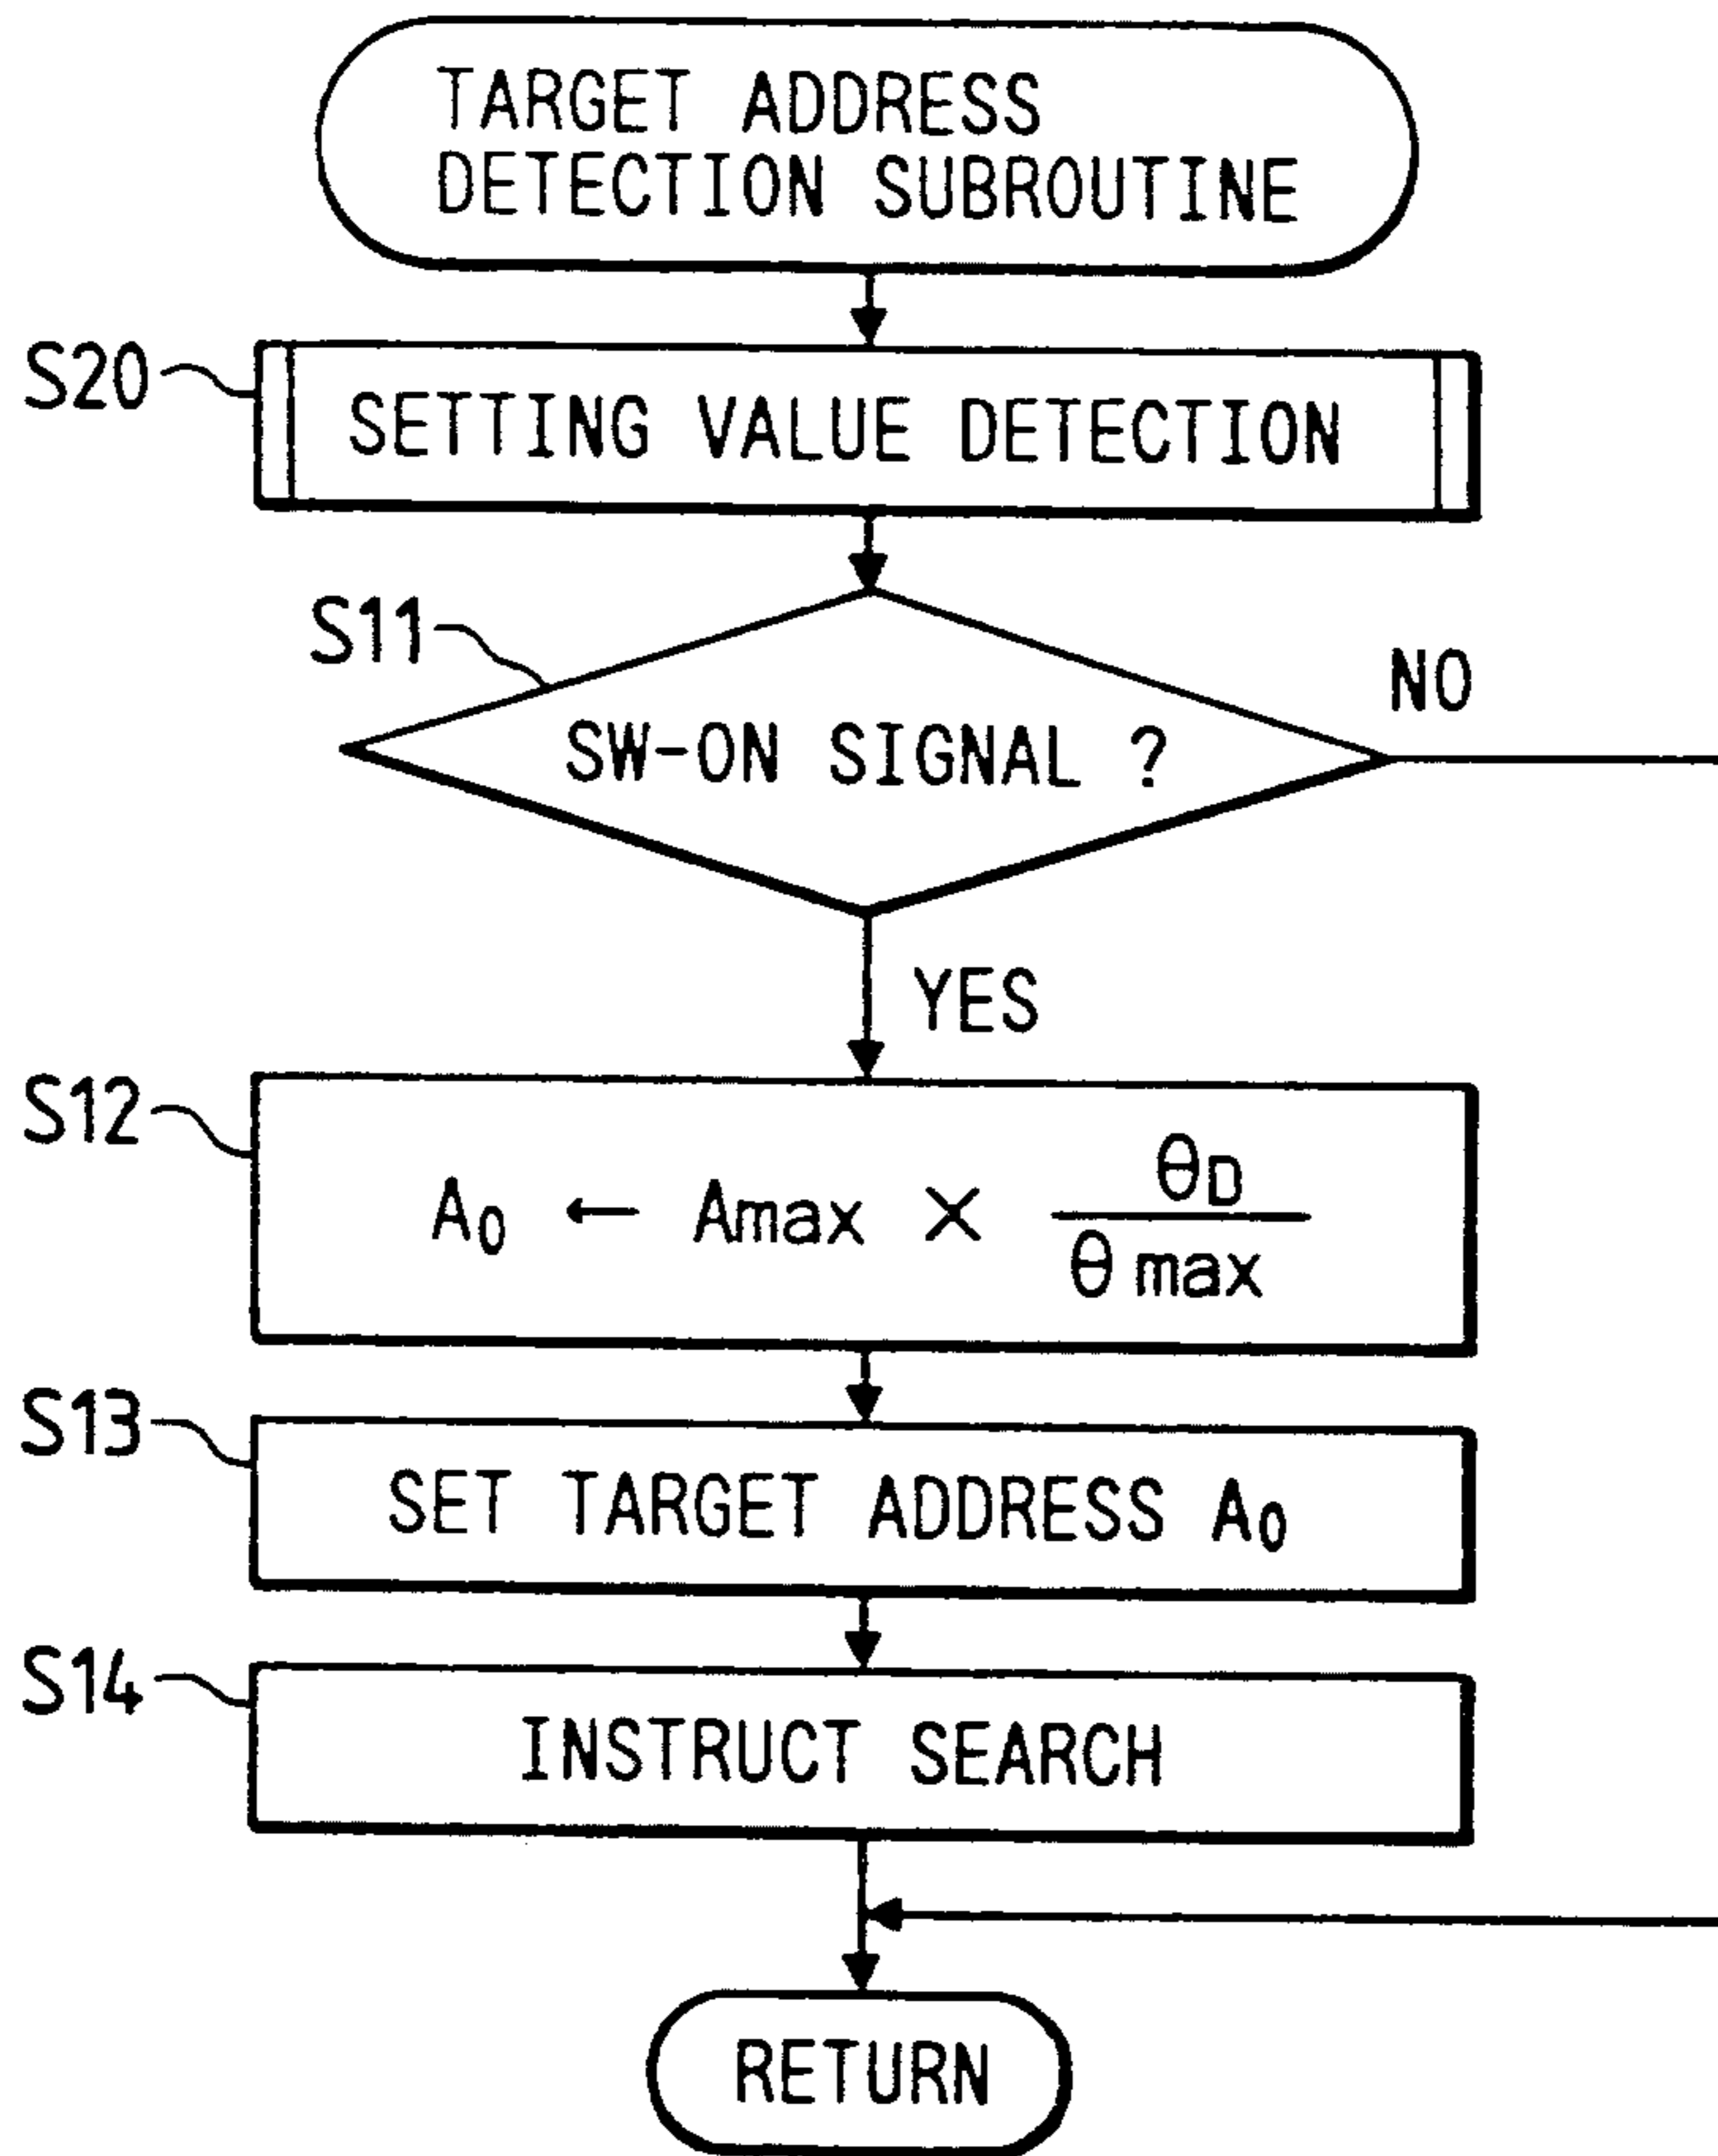 TARGET ADDRESS
DETECTION SUBROUTINE
S20
SETTING VALUE DETECTION
S11
SW-ON SIGNAL ?
NO
YES
S12
A₀ ← Amax × θD / θ max
S13
SET TARGET ADDRESS A₀
S14
INSTRUCT SEARCH
RETURN